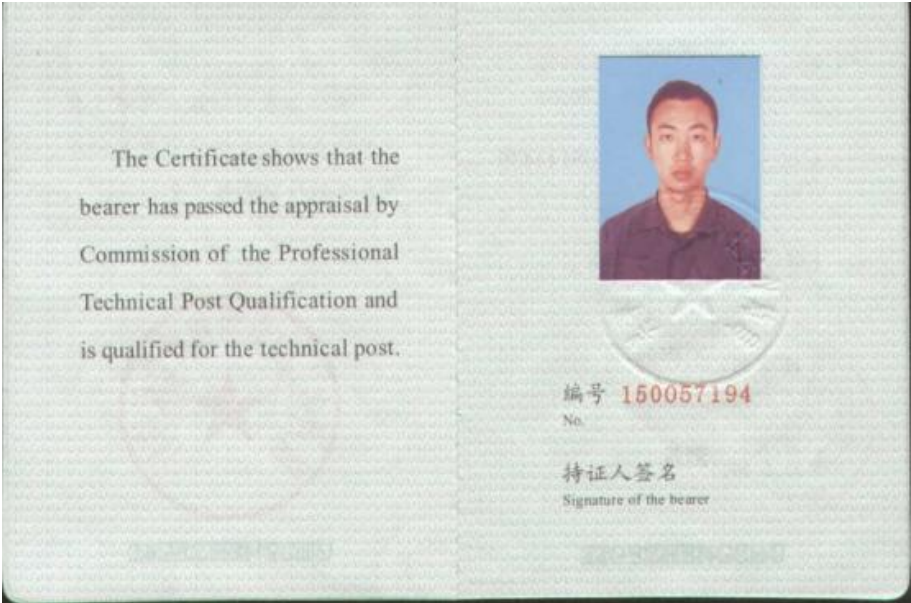 The Certificate shows that the
bearer has passed the appraisal by
Commission of the Professional
Technical Post Qualification and
is qualified for the technical post.
编号 150057194
No.
持证人签名
Signature of the bearer